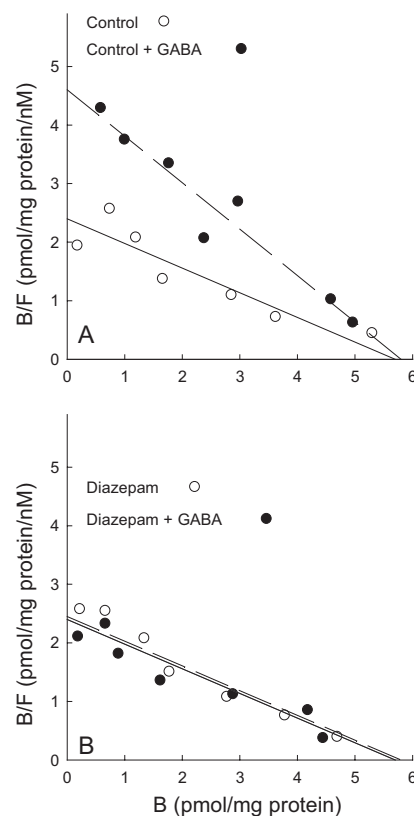 Control
Control + GABA
5
4
3
2
1
0
B/F (pmol/mg protein/nM)
A
0 1 2 3 4 5 6
Diazepam
Diazepam + GABA
5
4
3
2
1
0
B/F (pmol/mg protein/nM)
B
0 1 2 3 4 5 6
B (pmol/mg protein)